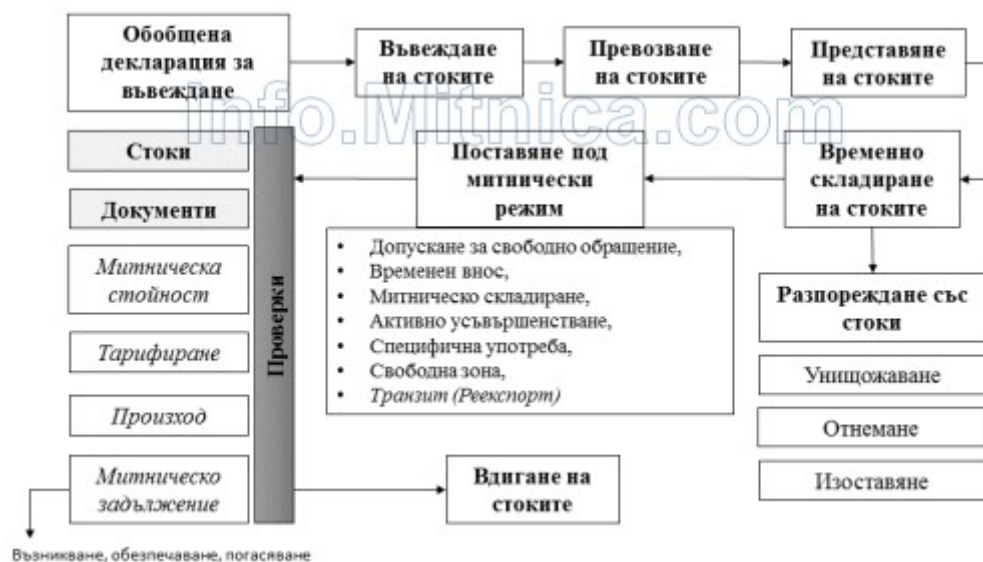 Обобщена
декларация за
въвеждане
Въвеждане
на стоките
Превозване
на стоките
Представяне
на стоките
Info.Mitnica.com
Стоки
Документи
Митническа
стойност
Тарифиране
Произход
Митническо
задължение
Проверки
Поставяне под
митнически
режим
Временно
складиране
на стоките
• Допускане за свободно обращение,
• Временен внос,
• Митническо складиране,
• Активно усъвършенстване,
• Специфична употреба,
• Свободна зона,
• Транзит (Реекспорт)
Разпореждане със
стоки
Унищожаване
Отнемане
Изоставяне
Вдигане на
стоките
Възникване, обезпечаване, погасяване